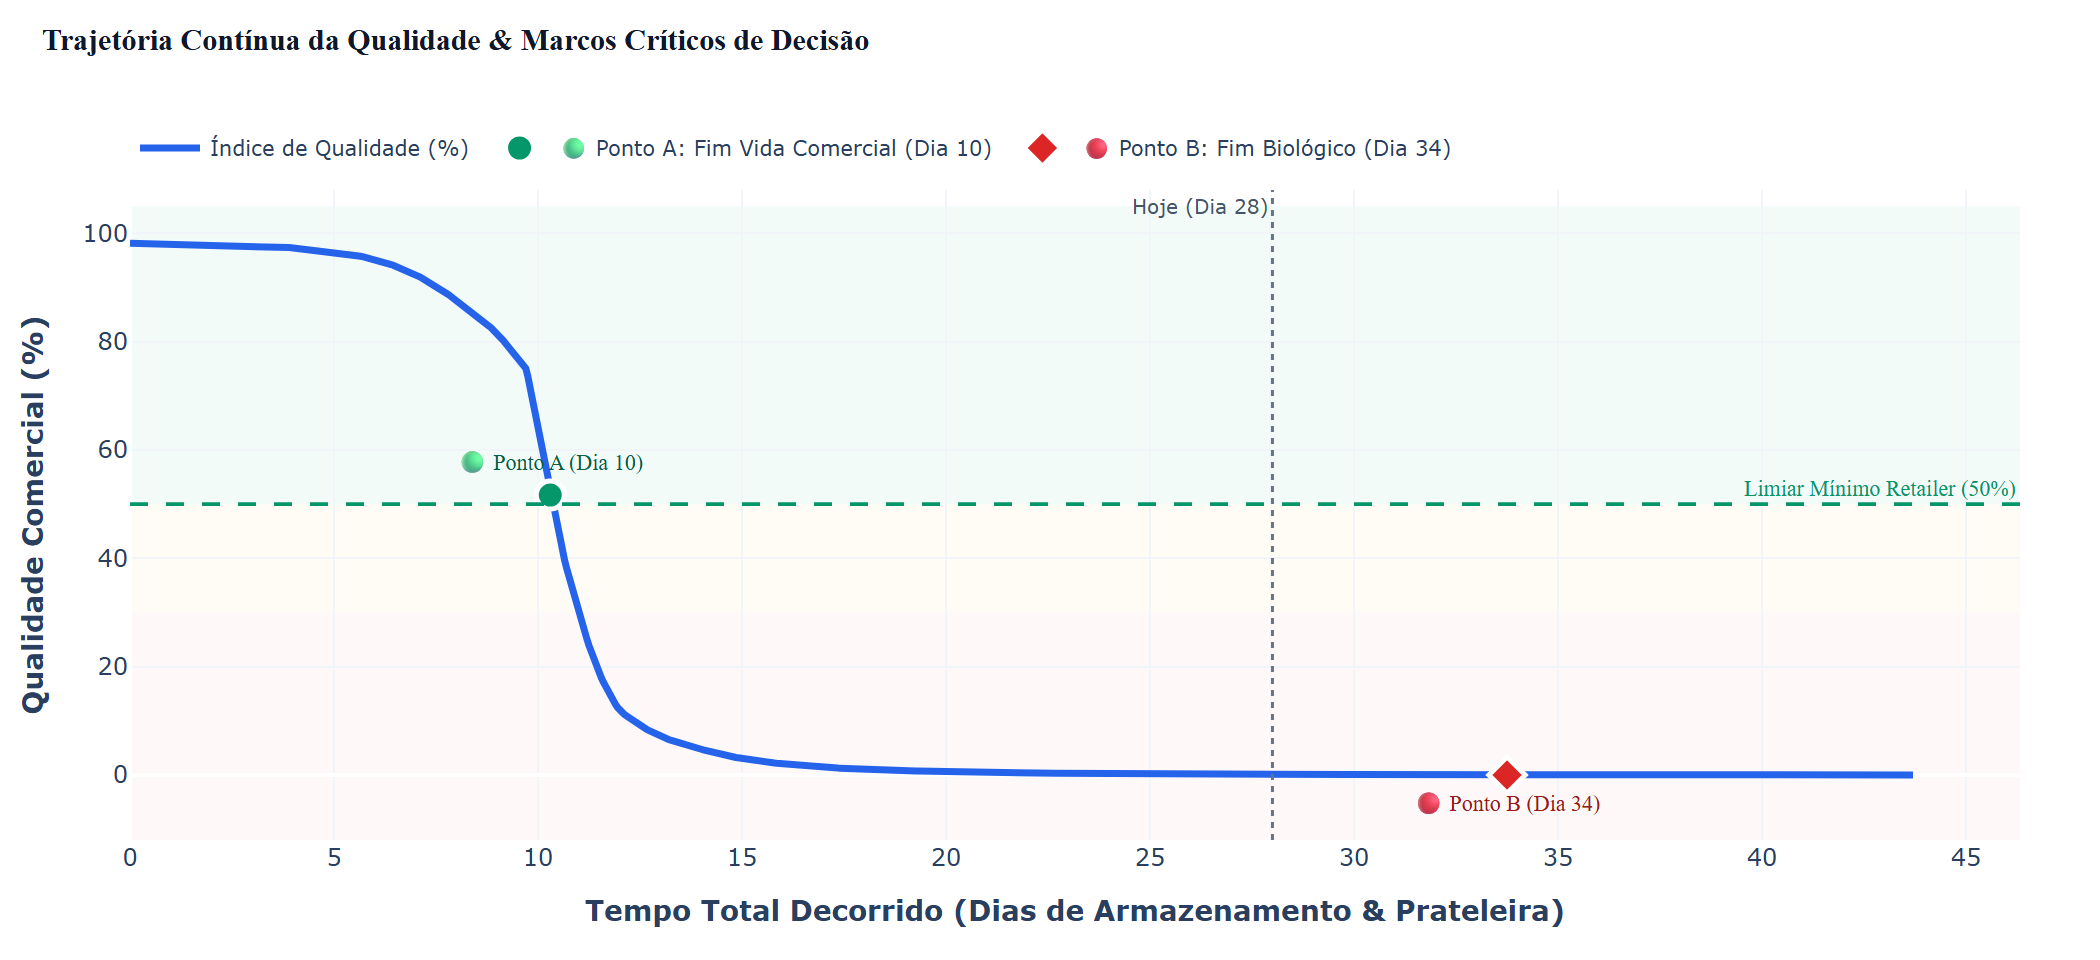 Trajetória Contínua da Qualidade & Marcos Críticos de Decisão
Índice de Qualidade (%)
Ponto A: Fim Vida Comercial (Dia 10)
Ponto B: Fim Biológico (Dia 34)
Hoje (Dia 28)
100
80
60
40
20
0
Qualidade Comercial (%)
Ponto A (Dia 10)
Limiar Mínimo Retailer (50%)
Ponto B (Dia 34)
0
5
10
15
20
25
30
35
40
45
Tempo Total Decorrido (Dias de Armazenamento & Prateleira)